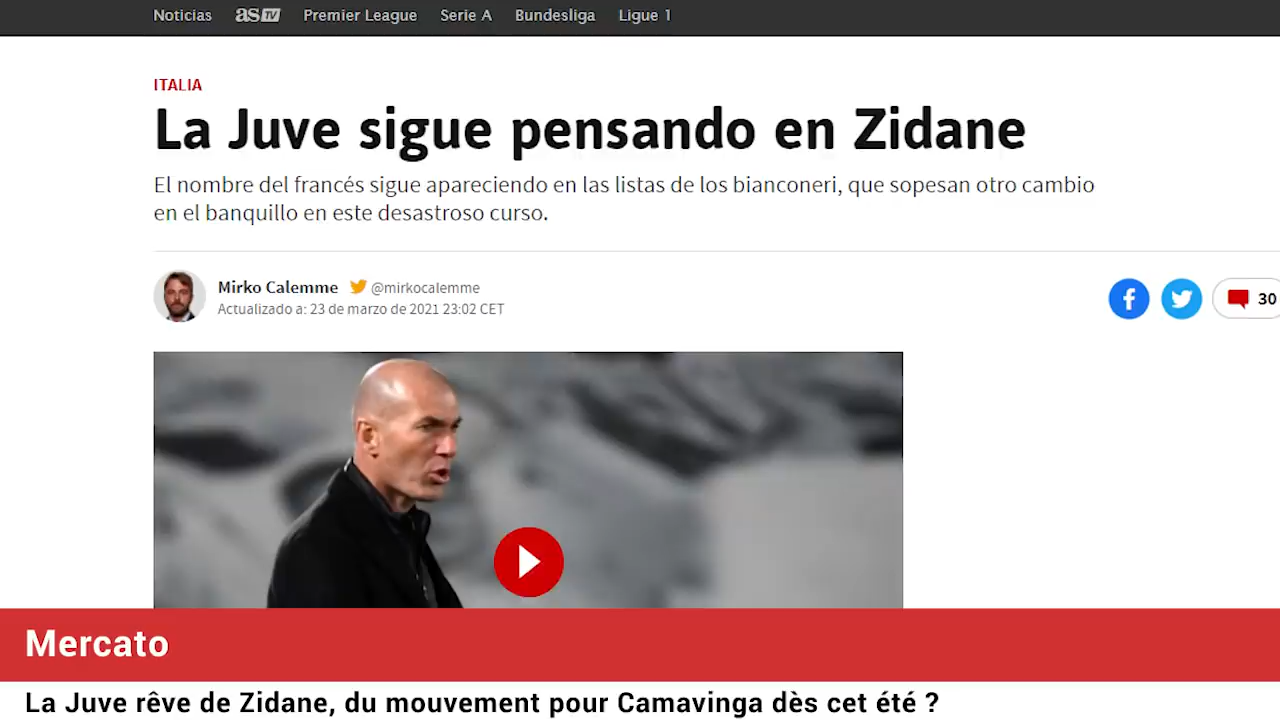 Noticias as TV Premier League Serie A Bundesliga Ligue 1
ITALIA
La Juve sigue pensando en Zidane
El nombre del francés sigue apareciendo en las listas de los bianconeri, que sopesan otro cambio
en el banquillo en este desastroso curso.
Mirko Calemme @mirkocalemme
Actualizado a: 23 de marzo de 2021 23:02 CET
30
Mercato
La Juve rêve de Zidane, du mouvement pour Camavinga dès cet été ?